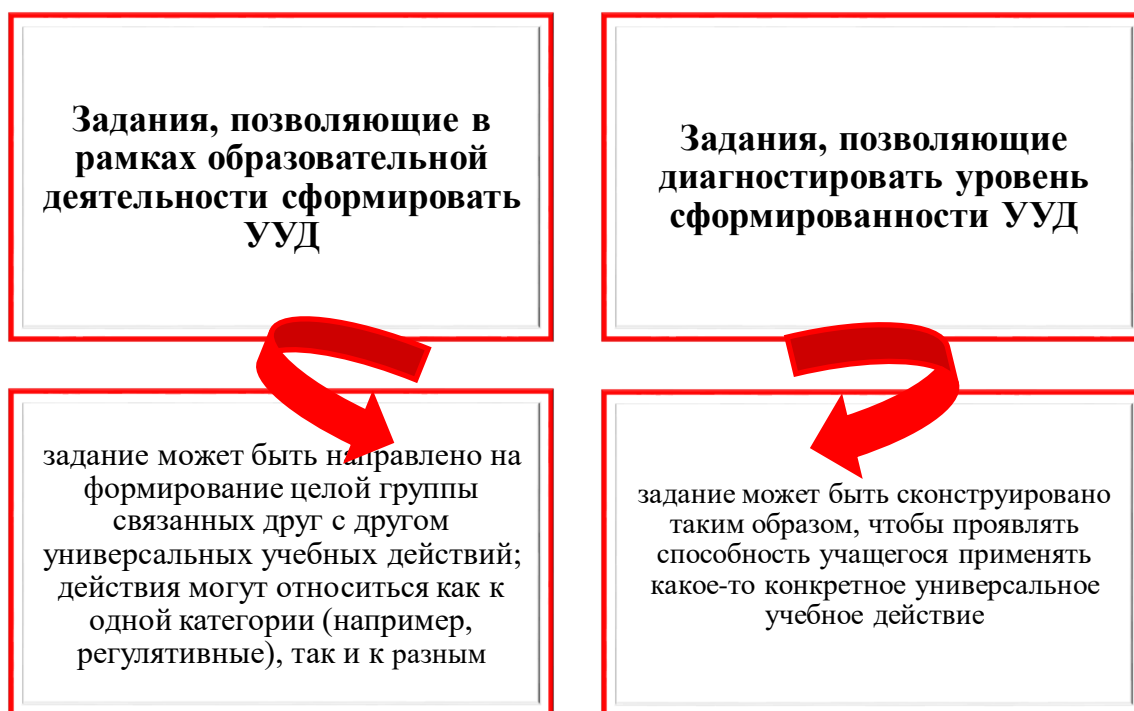 Задания, позволяющие в
рамках образовательной
деятельности сформировать
УУД
Задания, позволяющие
диагностировать уровень
сформированности УУД
задание может быть направлено на
формирование целой группы
связанных друг с другом
универсальных учебных действий;
действия могут относиться как к
одной категории (например,
регулятивные), так и к разным
задание может быть сконструировано
таким образом, чтобы проявлять
способность учащегося применять
какое-то конкретное универсальное
учебное действие